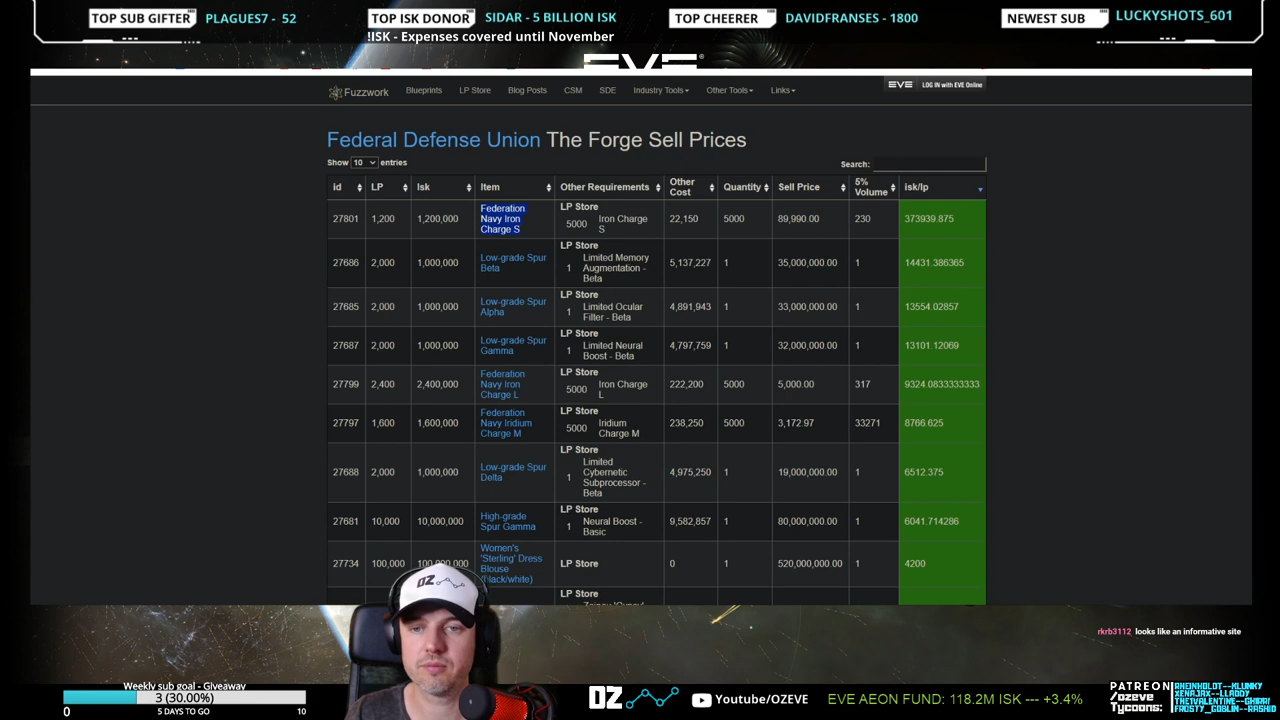 TOP SUB GIFTER PLAGUES7 - 52 TOP ISK DONOR SIDAR - 5 BILLION ISK TOP CHEERER DAVIDFRANSES - 1800 NEWEST SUB LUCKYSHOTS_601
!ISK - Expenses covered until November
EVE
Fuzzwork Blueprints LP Store Blog Posts CSM SDE Industry Tools Other Tools Links EVE LOG IN with EVE Online
Federal Defense Union The Forge Sell Prices
Show 10 entries Search:
id LP Isk Item Other Requirements Other Cost Quantity Sell Price 5% Volume isk/lp
27801 1,200 1,200,000 Federation Navy Iron Charge S LP Store 5000 Iron Charge S 22,150 5000 89,990.00 230 373939.875
27686 2,000 1,000,000 Low-grade Spur Beta LP Store 1 Limited Memory Augmentation - Beta 5,137,227 1 35,000,000.00 1 14431.386365
27685 2,000 1,000,000 Low-grade Spur Alpha LP Store 1 Limited Ocular Filter - Beta 4,891,943 1 33,000,000.00 1 13554.02857
27687 2,000 1,000,000 Low-grade Spur Gamma LP Store 1 Limited Neural Boost - Beta 4,797,759 1 32,000,000.00 1 13101.12069
27799 2,400 2,400,000 Federation Navy Iron Charge L LP Store 5000 Iron Charge L 222,200 5000 5,000.00 317 9324.0833333333
27797 1,600 1,600,000 Federation Navy Iridium Charge M LP Store 5000 Iridium Charge M 238,250 5000 3,172.97 33271 8766.625
27688 2,000 1,000,000 Low-grade Spur Delta LP Store 1 Limited Cybernetic Subprocessor - Beta 4,975,250 1 19,000,000.00 1 6512.375
27681 10,000 10,000,000 High-grade Spur Gamma LP Store 1 Neural Boost - Basic 9,582,857 1 80,000,000.00 1 6041.714286
27734 100,000 100,000,000 Women's 'Sterling' Dress Blouse (black/white) LP Store 0 1 520,000,000.00 1 4200
OZ
rkrb3112 looks like an informative site
Weekly sub goal - Giveaway
3 (30.00%)
0 5 DAYS TO GO 10
OZ Youtube/OZEVE EVE AEON FUND: 118.2M ISK --- +3.4%
PATREON
/ozeve
Tycoons:
RHEINHOLDT--KLUNKY
XENAJAX--LLADDY